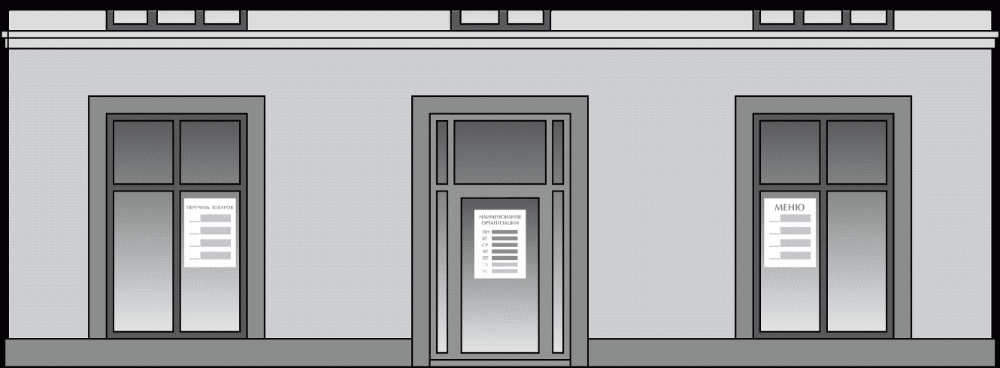 ПЕРЕЧЕНЬ ТОВАРОВ
НАИМЕНОВАНИЕ
ОРГАНИЗАЦИИ
ПН
ВТ
СР
ЧТ
ПТ
СБ
ВС
МЕНЮ